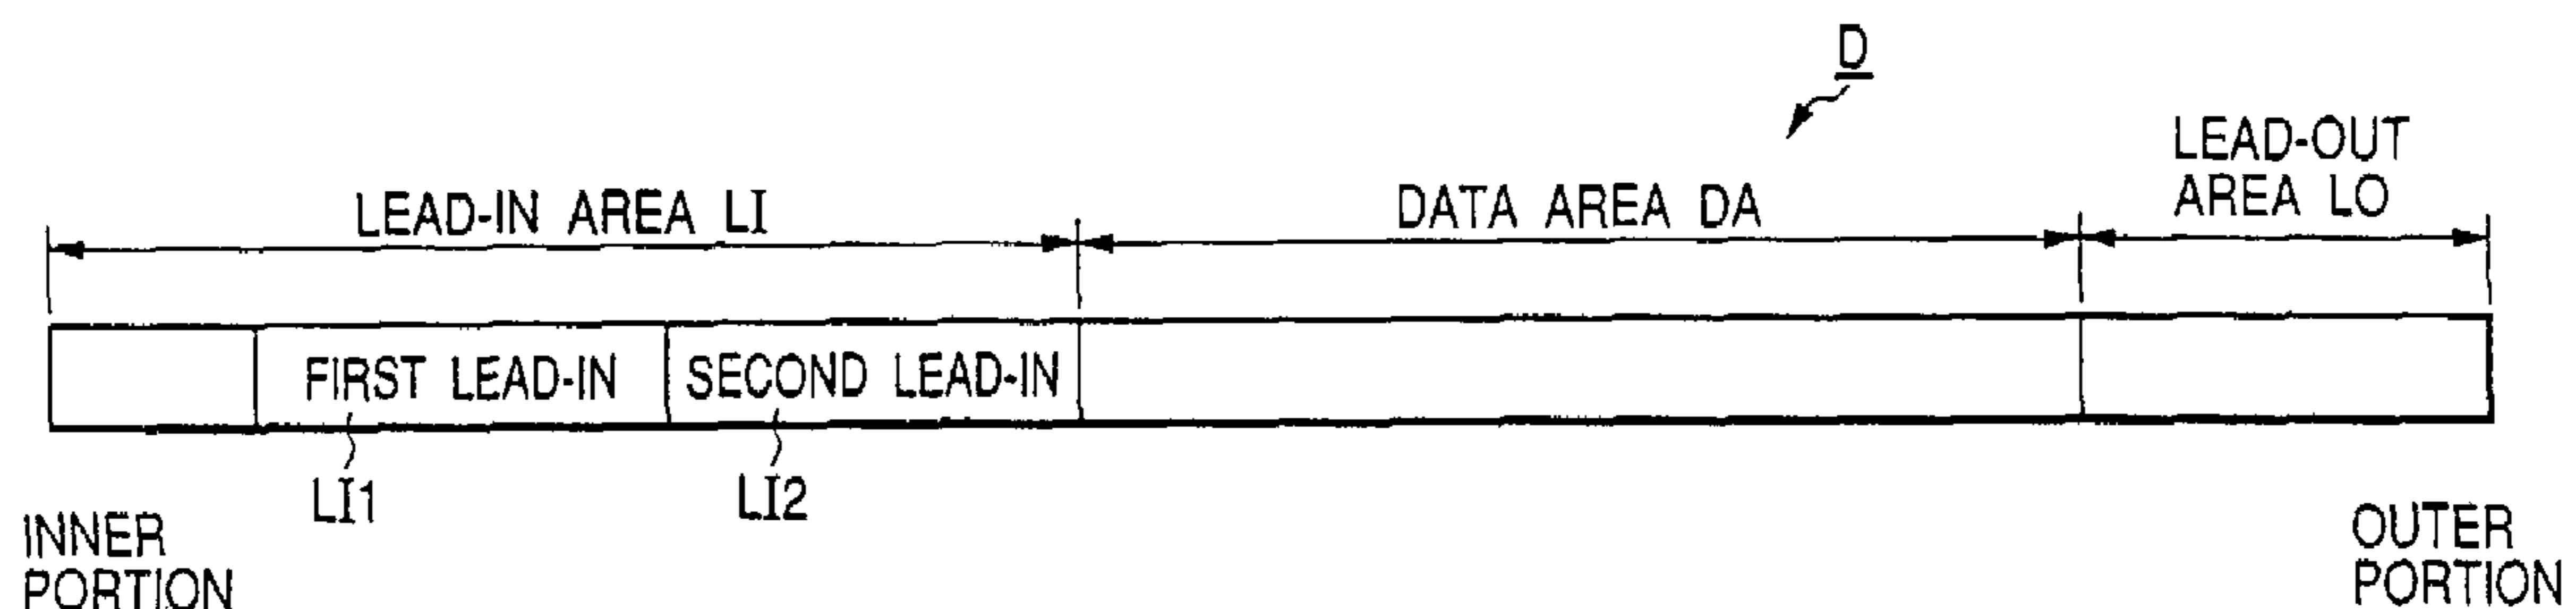 D
LEAD-IN AREA LI
DATA AREA DA
LEAD-OUT
AREA LO
FIRST LEAD-IN
SECOND LEAD-IN
LI1
LI2
INNER
PORTION
OUTER
PORTION